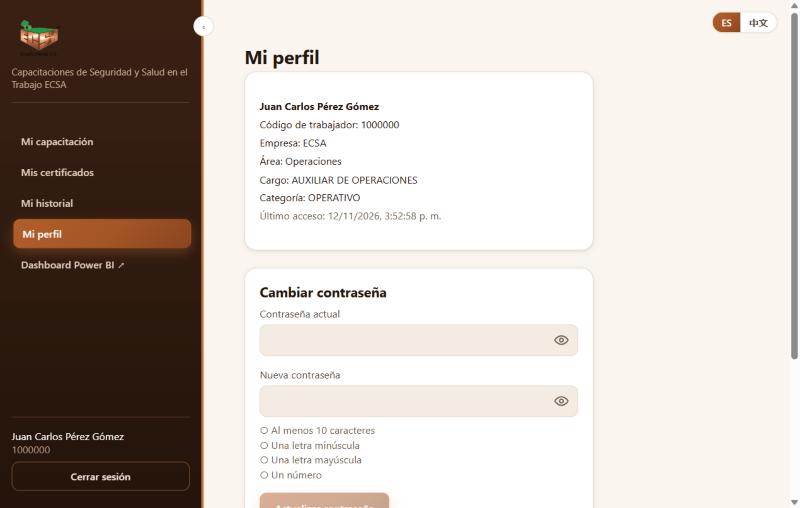 ES
中文
ECSA
Capacitaciones de Seguridad y Salud en el
Trabajo ECSA
Mi capacitación
Mis certificados
Mi historial
Mi perfil
Dashboard Power BI ↗
Juan Carlos Pérez Gómez
1000000
Cerrar sesión
Mi perfil
Juan Carlos Pérez Gómez
Código de trabajador: 1000000
Empresa: ECSA
Área: Operaciones
Cargo: AUXILIAR DE OPERACIONES
Categoría: OPERATIVO
Último acceso: 12/11/2026, 3:52:58 p. m.
Cambiar contraseña
Contraseña actual
Nueva contraseña
○ Al menos 10 caracteres
○ Una letra minúscula
○ Una letra mayúscula
○ Un número